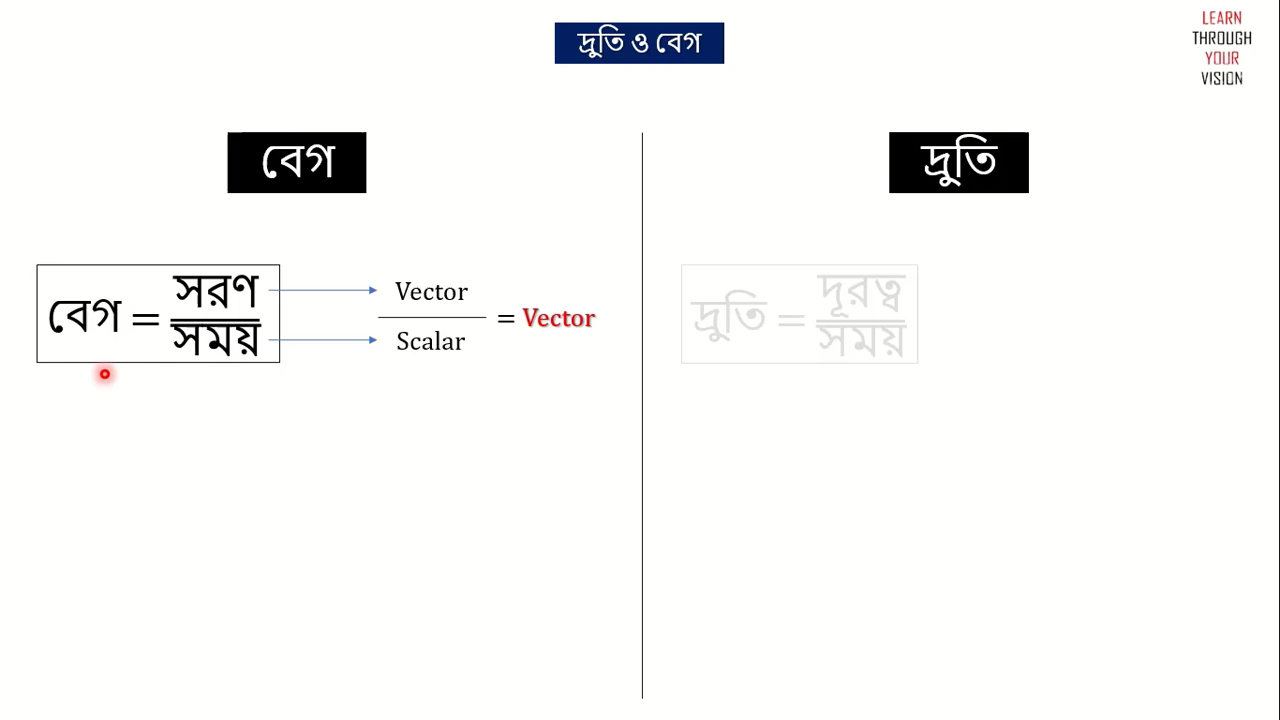 দ্রুতি ও বেগ
LEARN
THROUGH
YOUR
VISION
বেগ
দ্রুতি
বেগ = সরণ / সময়
Vector
Scalar
= Vector
দ্রুতি = দূরত্ব / সময়